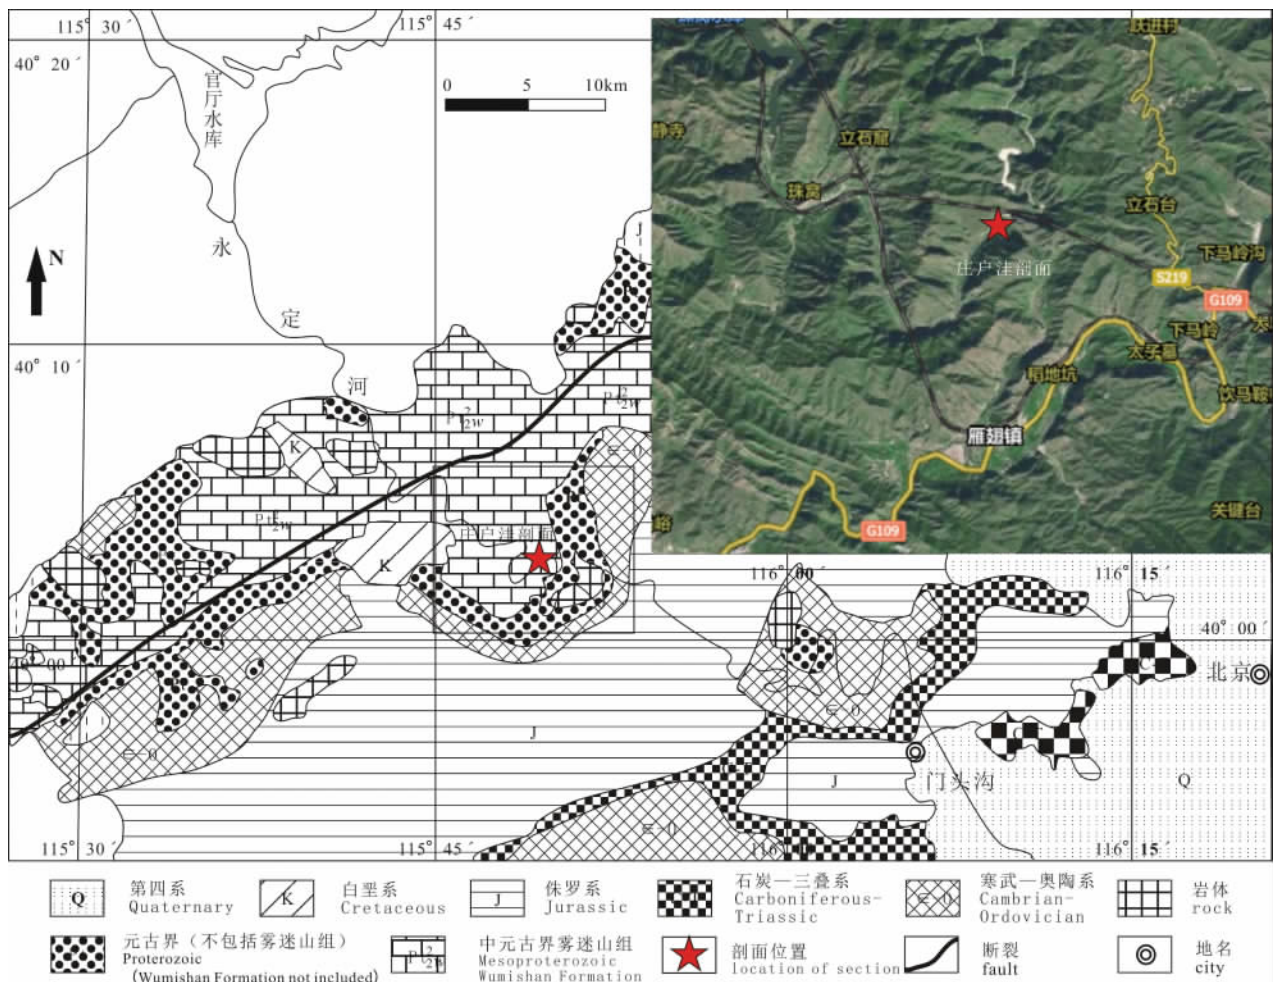 115° 30′
115° 45′
40° 20′
官厅水库
0 5 10km
N
永
定
河
J
40° 10′
Pt₂²w
Pt₂²w
Pt₂²w
K
K
∈-O
庄户洼剖面
跃进村
静寺
立石窟
珠窝
立石台
下马岭沟
庄户洼剖面
S219
G109
下马岭
太子墓
稻地坑
饮马鞍
雁翅镇
关键台
峪
G109
116° 00′
116° 15′
40° 00′
40° 00′
北京
C
C
∈-O
∈-O
∈-O
J
J
门头沟
Q
115° 30′
115° 45′
116° 15′
Q
第四系
Quaternary
K
白垩系
Cretaceous
J
侏罗系
Jurassic
石炭—三叠系
Carboniferous-
Triassic
∈-O
寒武—奥陶系
Cambrian-
Ordovician
岩体
rock
元古界（不包括雾迷山组）
Proterozoic
（Wumishan Formation not included）
Pt₂²w
中元古界雾迷山组
Mesoproterozoic
Wumishan Formation
剖面位置
location of section
断裂
fault
地名
city